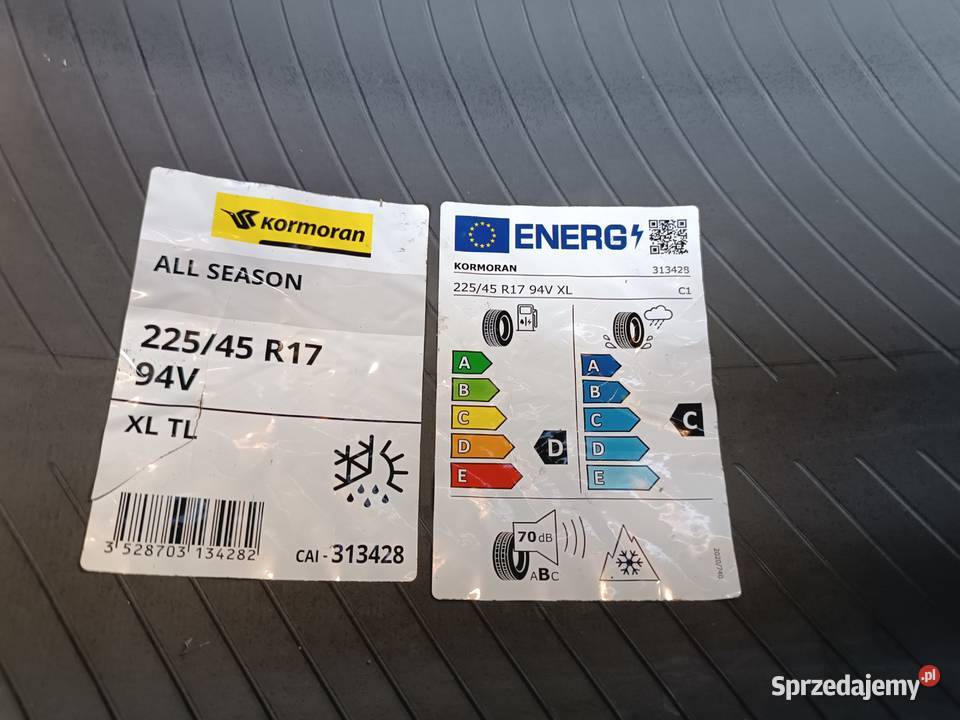 Kormoran
ALL SEASON
225/45 R17
94V
XL TL
3 528703 134282
CAI - 313428
ENERG
KORMORAN 313428
225/45 R17 94V XL C1
A
B
C
D
E
D
A
B
C
D
E
C
70 dB
ABC
2020/740
Sprzedajemy.pl